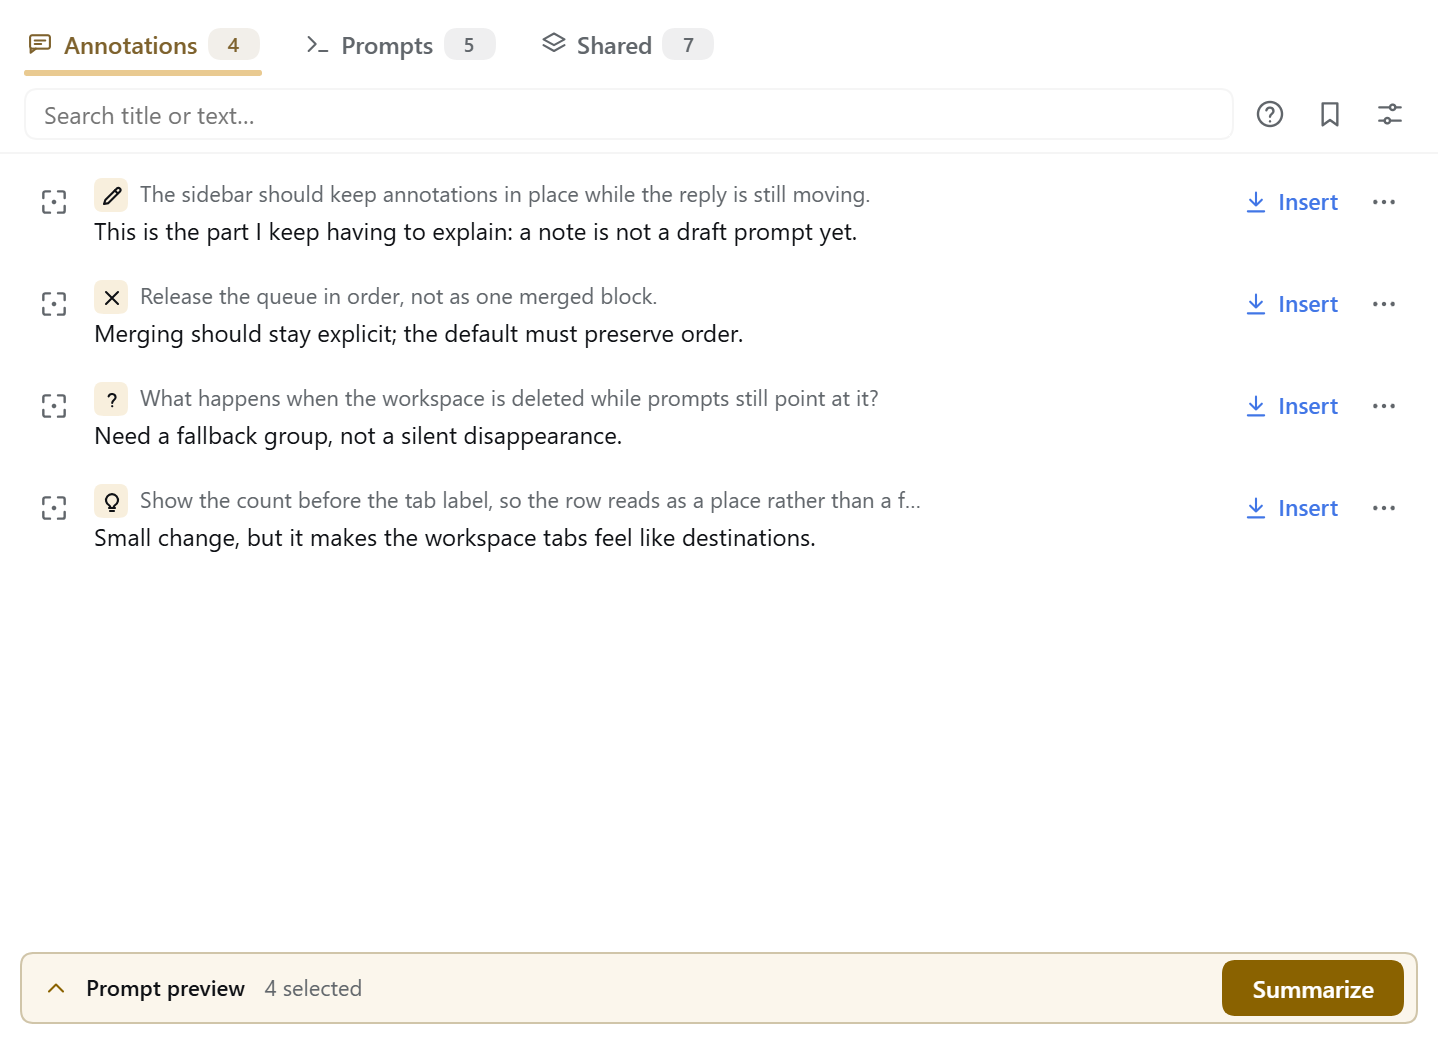 Annotations 4 Prompts 5 Shared 7
Search title or text...
The sidebar should keep annotations in place while the reply is still moving.
This is the part I keep having to explain: a note is not a draft prompt yet.
Insert
Release the queue in order, not as one merged block.
Merging should stay explicit; the default must preserve order.
Insert
? What happens when the workspace is deleted while prompts still point at it?
Need a fallback group, not a silent disappearance.
Insert
Show the count before the tab label, so the row reads as a place rather than a f...
Small change, but it makes the workspace tabs feel like destinations.
Insert
Prompt preview 4 selected Summarize